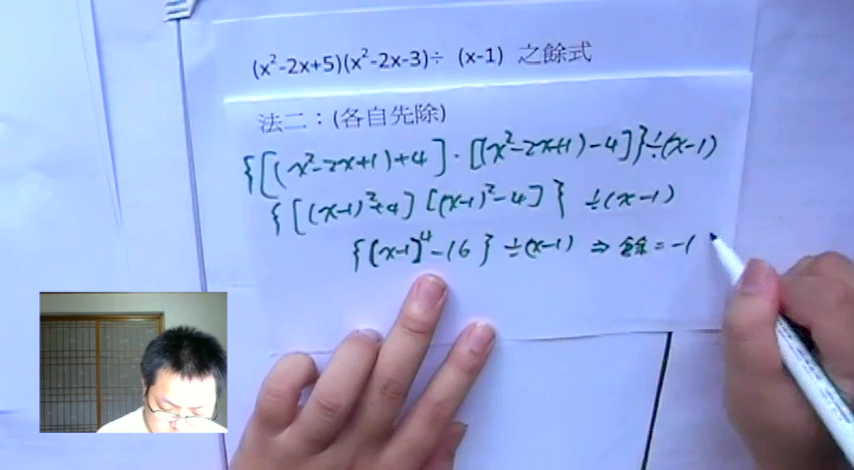 (x²-2x+5)(x²-2x-3)÷ (x-1) 之餘式
法二：(各自先除)
{[(x²-2x+1)+4]·[(x²-2x+1)-4]}÷(x-1)
{[(x-1)²+4][(x-1)²-4]} ÷(x-1)
{(x-1)⁴-16} ÷(x-1) ⇒ 餘=-1